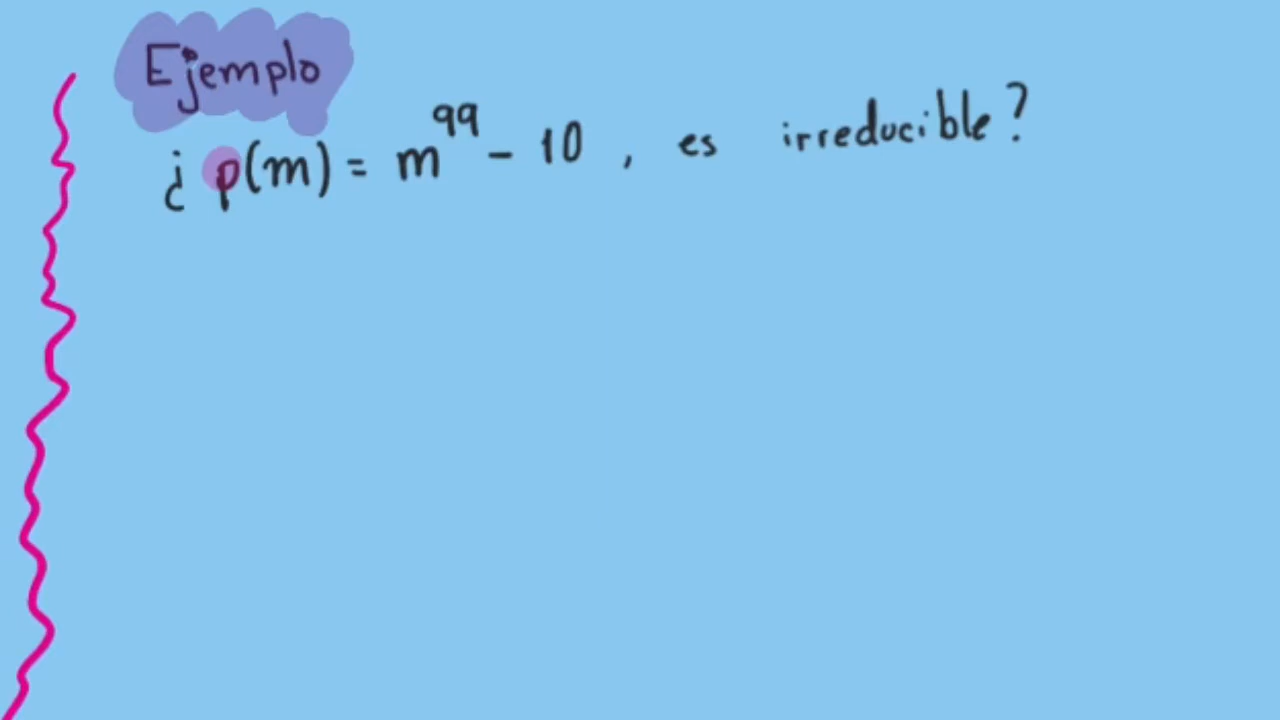 Ejemplo
¿ p(m) = m^99 - 10 , es irreducible?